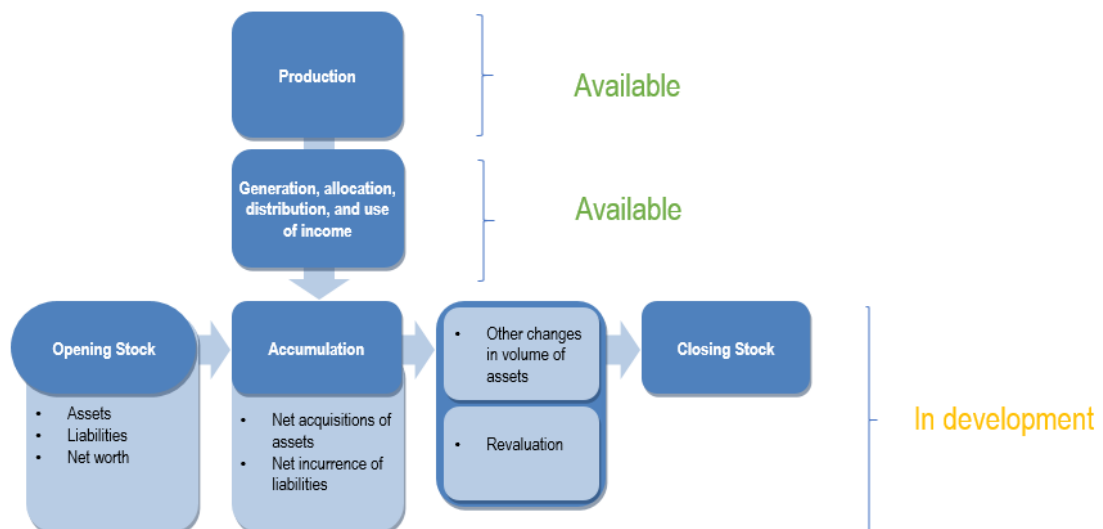 Production
Available
Generation, allocation,
distribution, and use
of income
Available
Opening Stock
• Assets
• Liabilities
• Net worth
Accumulation
• Net acquisitions of
assets
• Net incurrence of
liabilities
• Other changes
in volume of
assets
• Revaluation
Closing Stock
In development